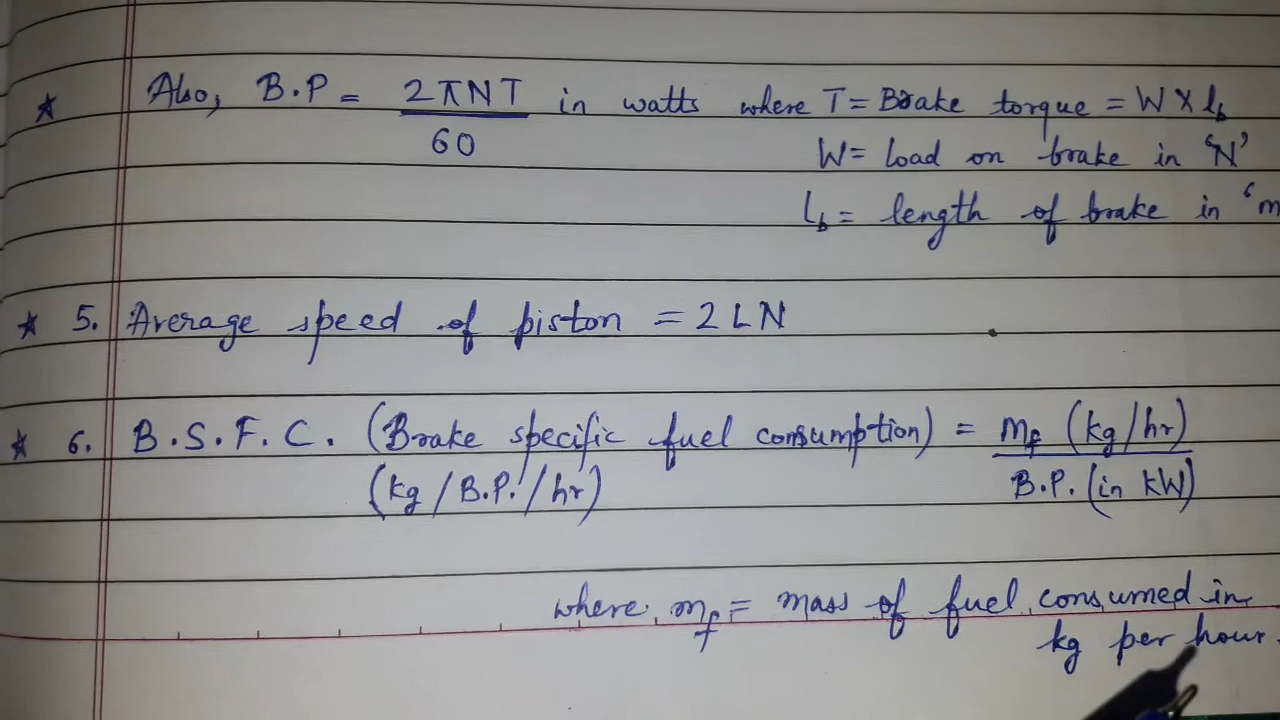 ★ Also, B.P = 2πNT / 60 in watts where T = Brake torque = W × l_b
W = load on brake in 'N'
l_b = length of brake in 'm
★ 5. Average speed of piston = 2LN
★ 6. B.S.F.C. (Brake specific fuel consumption) = m_f (kg/hr) / B.P. (in kW)
(kg/B.P./hr)
where, m_f = mass of fuel consumed in
kg per hour.